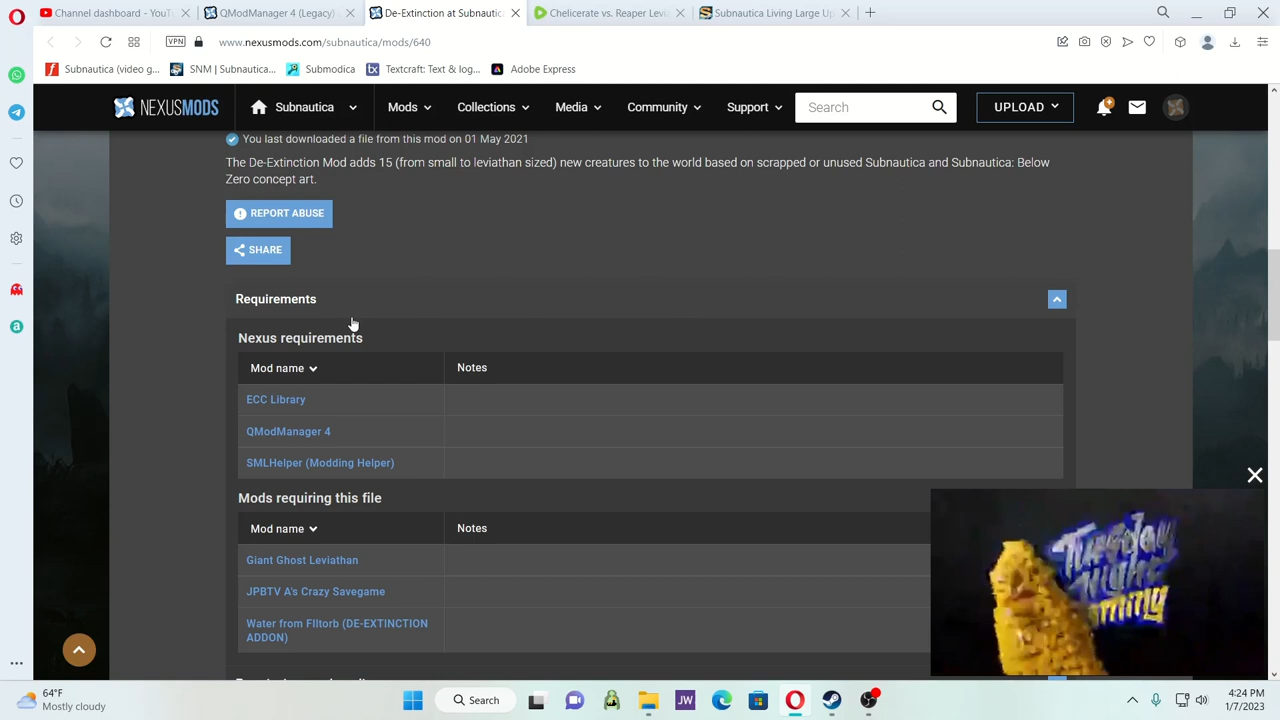 Channel dashboard - YouT
QModManager 4 (Legacy)
De-Extinction at Subnautic
Chelicerate vs. Reaper Levi
Subnautica Living Large Up
VPN
www.nexusmods.com/subnautica/mods/640
Subnautica (video g...
SNM | Subnautica...
Submodica
Textcraft: Text & log...
Adobe Express
NEXUSMODS
Subnautica
Mods
Collections
Media
Community
Support
Search
UPLOAD
You last downloaded a file from this mod on 01 May 2021
The De-Extinction Mod adds 15 (from small to leviathan sized) new creatures to the world based on scrapped or unused Subnautica and Subnautica: Below
Zero concept art.
REPORT ABUSE
SHARE
Requirements
Nexus requirements
Mod name
Notes
ECC Library
QModManager 4
SMLHelper (Modding Helper)
Mods requiring this file
Mod name
Notes
Giant Ghost Leviathan
JPBTV A's Crazy Savegame
Water from FIltorb (DE-EXTINCTION
ADDON)
Tuesday
64°F
Mostly cloudy
Search
JW
4:24 PM
1/7/2023